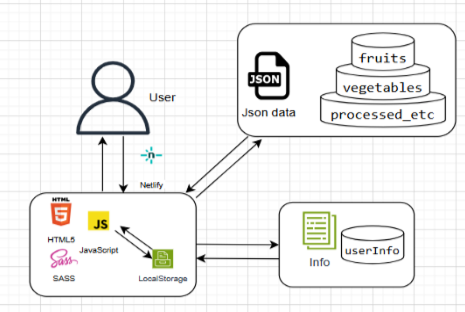 User
Netlify
JSON
Json data
fruits
vegetables
processed_etc
HTML
5
HTML5
JS
JavaScript
Sass
SASS
LocalStorage
Info
userInfo